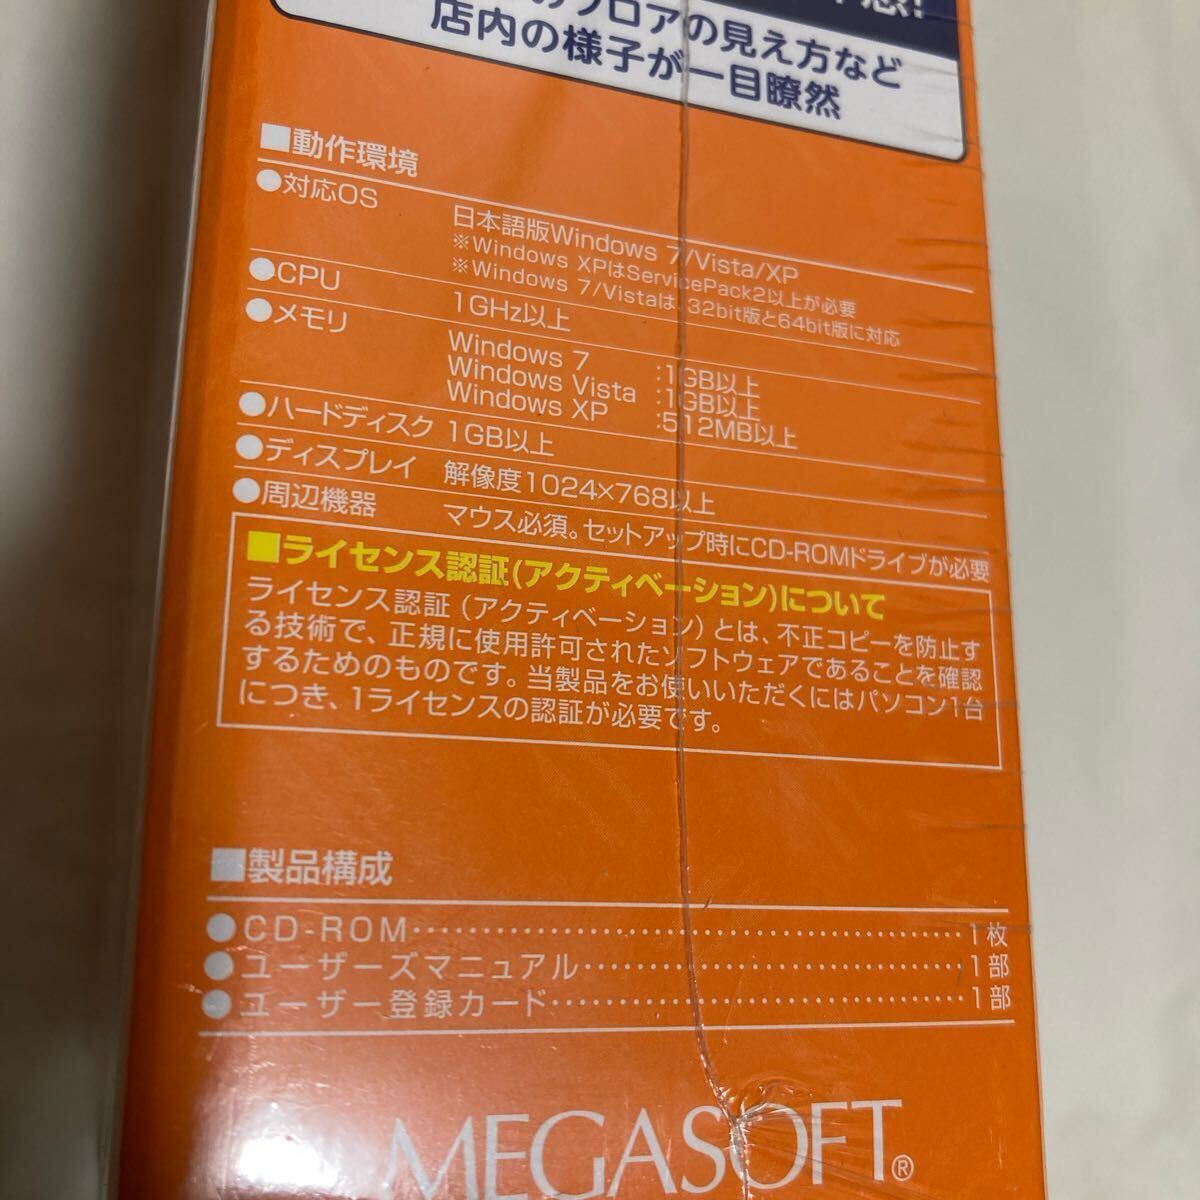 フロアの見え方など
店内の様子が一目瞭然
■動作環境
●対応OS 日本語版Windows 7/Vista/XP
※Windows XPはServicePack2以上が必要
※Windows 7/Vistaは 32bit版と64bit版に対応
●CPU 1GHz以上
●メモリ Windows 7 :1GB以上
Windows Vista :1GB以上
Windows XP :512MB以上
●ハードディスク 1GB以上
●ディスプレイ 解像度1024×768以上
●周辺機器 マウス必須。セットアップ時にCD-ROMドライブが必要
■ライセンス認証(アクティベーション)について
ライセンス認証(アクティベーション)とは、不正コピーを防止す
る技術で、正規に使用許可されたソフトウェアであることを確認
するためのものです。当製品をお使いいただくにはパソコン1台
につき、1ライセンスの認証が必要です。
■製品構成
●CD-ROM……………………………………1枚
●ユーザーズマニュアル……………………………1部
●ユーザー登録カード………………………………1部
MEGASOFT®